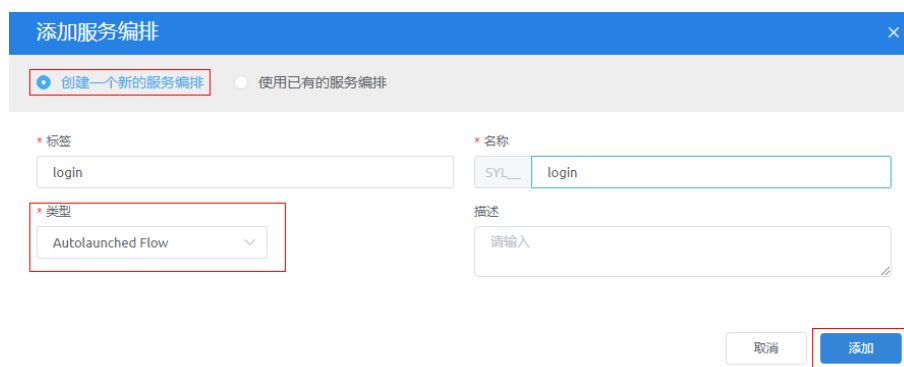 添加服务编排 ×
创建一个新的服务编排 使用已有的服务编排
* 标签 * 名称
login SYL__ login
* 类型 描述
Autolaunched Flow 请输入
取消 添加